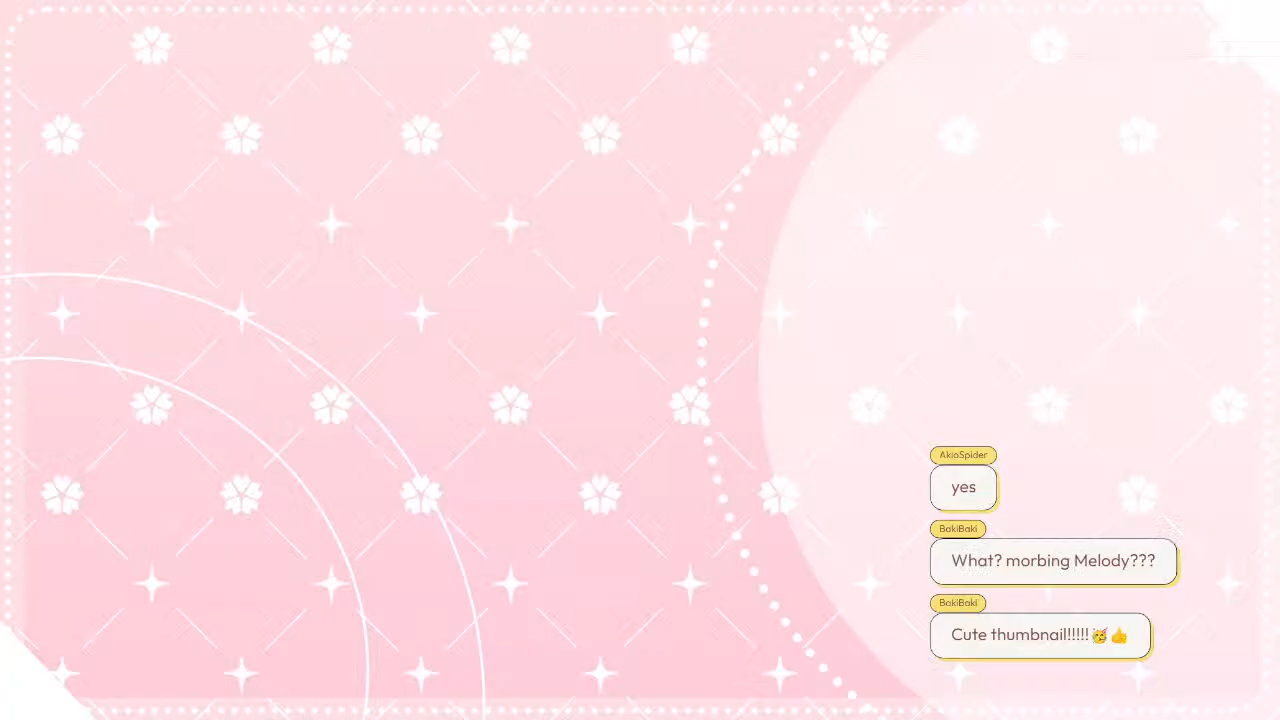 AkioSpider
yes
BakiBaki
What? morbing Melody???
BakiBaki
Cute thumbnail!!!!!🥳👍